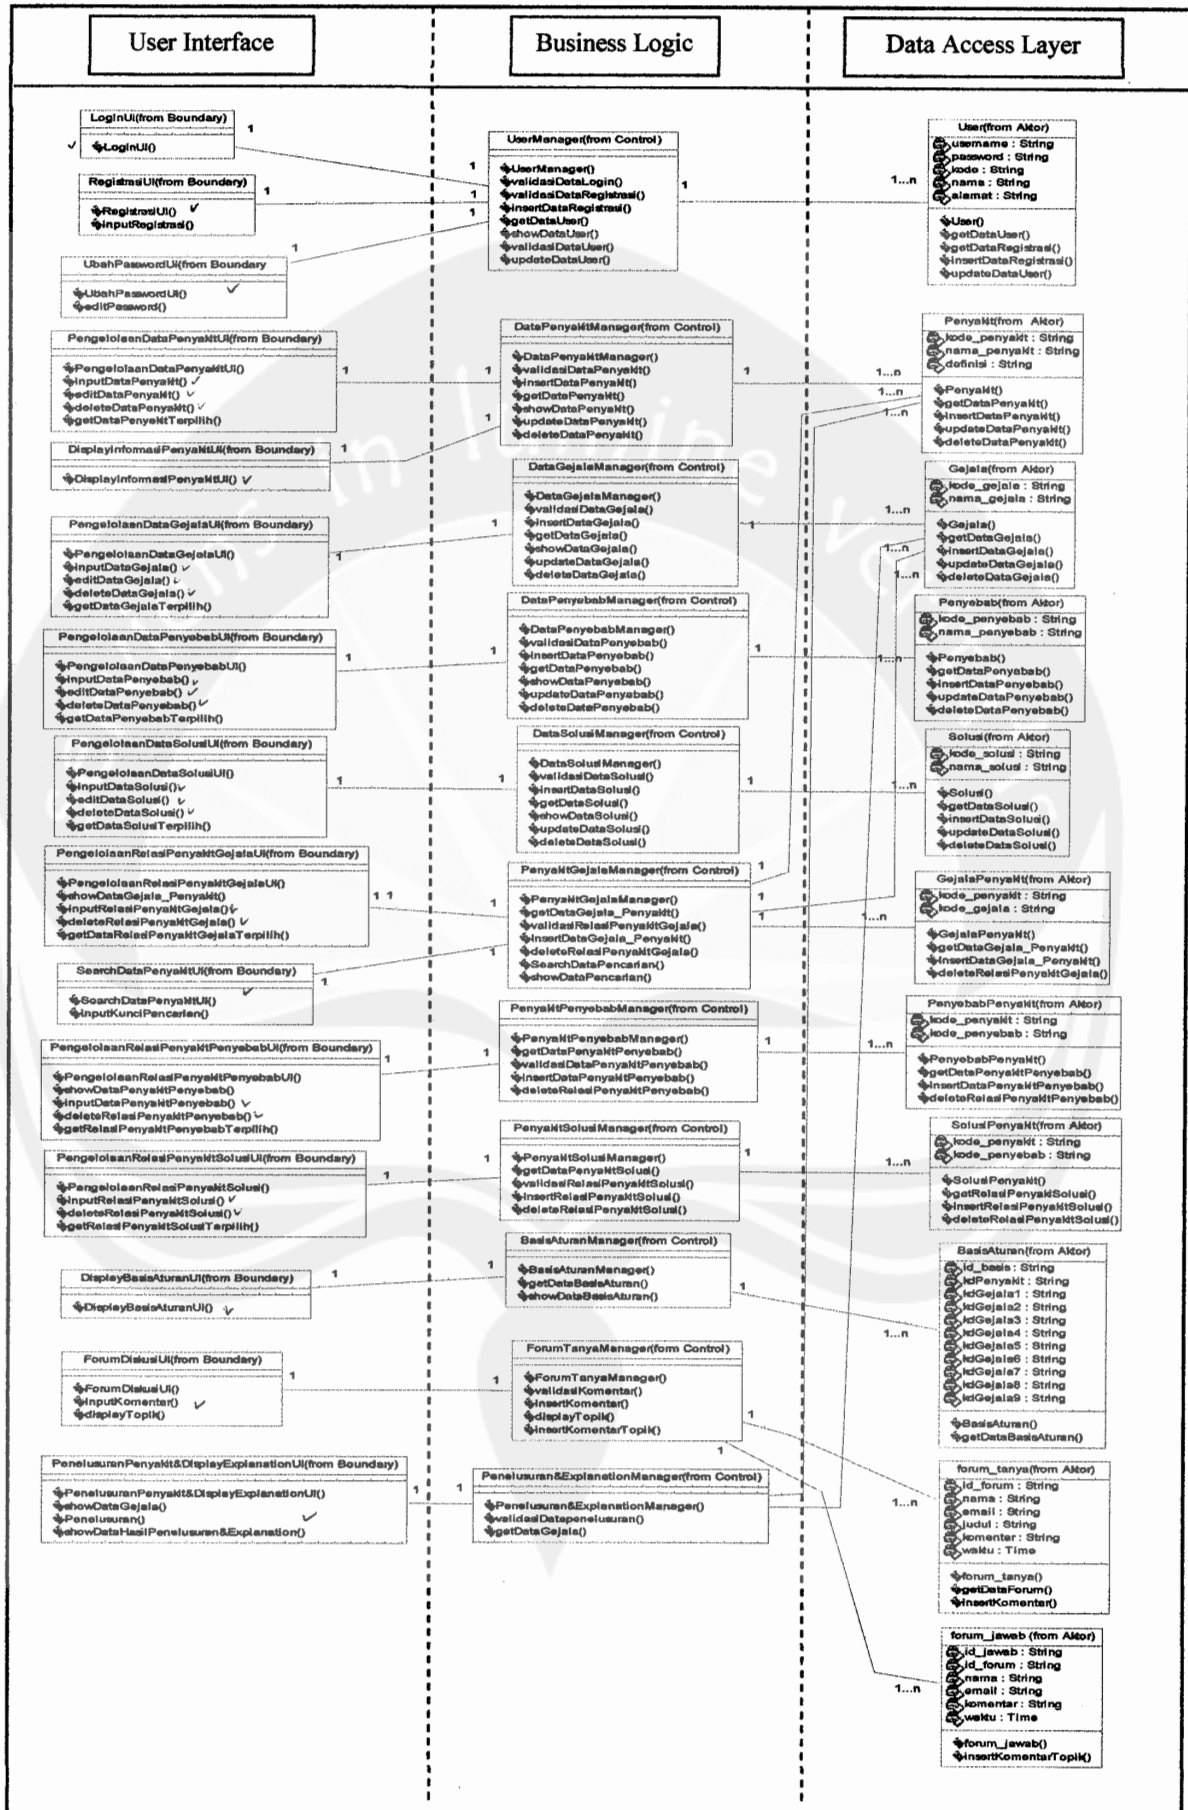 User Interface
Business Logic
Data Access Layer
LoginUi(from Boundary)
LoginUI()
RegistrasiUI(from Boundary)
RegistrasiUI()
inputRegistrasi()
UbahPasswordUI(from Boundary
UbahPasswordUI()
editPassword()
PengelolaanDataPenyakitUI(from Boundary)
PengelolaanDataPenyakitUI()
inputDataPenyakit()
editDataPenyakit()
deleteDataPenyakit()
getDataPenyakitTerpilih()
DisplayInformasiPenyakitUI(from Boundary)
DisplayInformasiPenyakitUI()
PengelolaanDataGejalaUI(from Boundary)
PengelolaanDataGejalaUI()
inputDataGejala()
editDataGejala()
deleteDataGejala()
getDataGejalaTerpilih()
PengelolaanDataPenyebabUI(from Boundary)
PengelolaanDataPenyebabUI()
inputDataPenyebab()
editDataPenyebab()
deleteDataPenyebab()
getDataPenyebabTerpilih()
PengelolaanDataSolusiUI(from Boundary)
PengelolaanDataSolusiUI()
inputDataSolusi()
editDataSolusi()
deleteDataSolusi()
getDataSolusiTerpilih()
PengelolaanRelasiPenyakitGejalaUI(from Boundary)
PengelolaanRelasiPenyakitGejalaUI()
showDataGejala_Penyakit()
inputRelasiPenyakitGejala()
deleteRelasiPenyakitGejala()
getDataRelasiPenyakitGejalaTerpilih()
SearchDataPenyakitUI(from Boundary)
SearchDataPenyakitUI()
inputKunciPencarian()
PengelolaanRelasiPenyakitPenyebabUI(from Boundary)
PengelolaanRelasiPenyakitPenyebabUI()
showDataPenyakitPenyebab()
inputDataPenyakitPenyebab()
deleteRelasiPenyakitPenyebab()
getRelasiPenyakitPenyebabTerpilih()
PengelolaanRelasiPenyakitSolusiUI(from Boundary)
PengelolaanRelasiPenyakitSolusi()
inputRelasiPenyakitSolusi()
deleteRelasiPenyakitSolusi()
getRelasiPenyakitSolusiTerpilih()
DisplayBasisAturanUI(from Boundary)
DisplayBasisAturanUI()
ForumDiskusiUI(from Boundary)
ForumDiskusiUI()
inputKomentar()
displayTopik()
PenelusuranPenyakit&DisplayExplanationUI(from Boundary)
PenelusuranPenyakit&DisplayExplanationUI()
showDataGejala()
Penelusuran()
showDataHasilPenelusuran&Explanation()
UserManager(from Control)
UserManager()
validasiDataLogin()
validasiDataRegistrasi()
insertDataRegistrasi()
getDataUser()
showDataUser()
validasiDataUser()
updateDataUser()
DataPenyakitManager(from Control)
DataPenyakitManager()
validasiDataPenyakit()
insertDataPenyakit()
getDataPenyakit()
showDataPenyakit()
updateDataPenyakit()
deleteDataPenyakit()
DataGejalaManager(from Control)
DataGejalaManager()
validasiDataGejala()
insertDataGejala()
getDataGejala()
showDataGejala()
updateDataGejala()
deleteDataGejala()
DataPenyebabManager(from Control)
DataPenyebabManager()
validasiDataPenyebab()
insertDataPenyebab()
getDataPenyebab()
showDataPenyebab()
updateDataPenyebab()
deleteDataPenyebab()
DataSolusiManager(from Control)
DataSolusiManager()
validasiDataSolusi()
insertDataSolusi()
getDataSolusi()
showDataSolusi()
updateDataSolusi()
deleteDataSolusi()
PenyakitGejalaManager(from Control)
PenyakitGejalaManager()
getDataGejala_Penyakit()
validasiRelasiPenyakitGejala()
insertDataGejala_Penyakit()
deleteRelasiPenyakitGejala()
SearchDataPencarian()
showDataPencarian()
PenyakitPenyebabManager(from Control)
PenyakitPenyebabManager()
getDataPenyakitPenyebab()
validasiDataPenyakitPenyebab()
insertDataPenyakitPenyebab()
deleteRelasiPenyakitPenyebab()
PenyakitSolusiManager(from Control)
PenyakitSolusiManager()
getDataPenyakitSolusi()
validasiRelasiPenyakitSolusi()
insertRelasiPenyakitSolusi()
deleteRelasiPenyakitSolusi()
BasisAturanManager(from Control)
BasisAturanManager()
getDataBasisAturan()
showDataBasisAturan()
ForumTanyaManager(form Control)
ForumTanyaManager()
validasiKomentar()
insertKomentar()
displayTopik()
insertKomentarTopik()
Penelusuran&ExplanationManager(from Control)
Penelusuran&ExplanationManager()
validasiDatapenelusuran()
getDataGejala()
User(from Aktor)
username : String
password : String
kode : String
nama : String
alamat : String
User()
getDataUser()
getDataRegistrasi()
insertDataRegistrasi()
updateDataUser()
Penyakit(from Aktor)
kode_penyakit : String
nama_penyakit : String
definisi : String
Penyakit()
getDataPenyakit()
insertDataPenyakit()
updateDataPenyakit()
deleteDataPenyakit()
Gejala(from Aktor)
kode_gejala : String
nama_gejala : String
Gejala()
getDataGejala()
insertDataGejala()
updateDataGejala()
deleteDataGejala()
Penyebab(from Aktor)
kode_penyebab : String
nama_penyebab : String
Penyebab()
getDataPenyebab()
insertDataPenyebab()
updateDataPenyebab()
deleteDataPenyebab()
Solusi(from Aktor)
kode_solusi : String
nama_solusi : String
Solusi()
getDataSolusi()
insertDataSolusi()
updateDataSolusi()
deleteDataSolusi()
GejalaPenyakit(from Aktor)
kode_penyakit : String
kode_gejala : String
GejalaPenyakit()
getDataGejala_Penyakit()
insertDataGejala_Penyakit()
deleteRelasiPenyakitGejala()
PenyebabPenyakit(from Aktor)
kode_penyakit : String
kode_penyebab : String
PenyebabPenyakit()
getDataPenyakitPenyebab()
insertDataPenyakitPenyebab()
deleteRelasiPenyakitPenyebab()
SolusiPenyakit(from Aktor)
kode_penyakit : String
kode_penyebab : String
SolusiPenyakit()
getRelasiPenyakiSolusi()
insertRelasiPenyakitSolusi()
deleteRelasiPenyakitSolusi()
BasisAturan(from Aktor)
id_basis : String
kdPenyakit : String
kdGejala1 : String
kdGejala2 : String
kdGejala3 : String
kdGejala4 : String
kdGejala5 : String
kdGejala6 : String
kdGejala7 : String
kdGejala8 : String
kdGejala9 : String
BasisAturan()
getDataBasisAturan()
forum_tanya(from Aktor)
id_forum : String
nama : String
email : String
judul : String
komentar : String
waktu : Time
forum_tanya()
getDataForum()
insertKomentar()
forum_jawab (from Aktor)
id_jawab : String
id_forum : String
nama : String
email : String
komentar : String
waktu : Time
forum_jawab()
insertKomentarTopik()